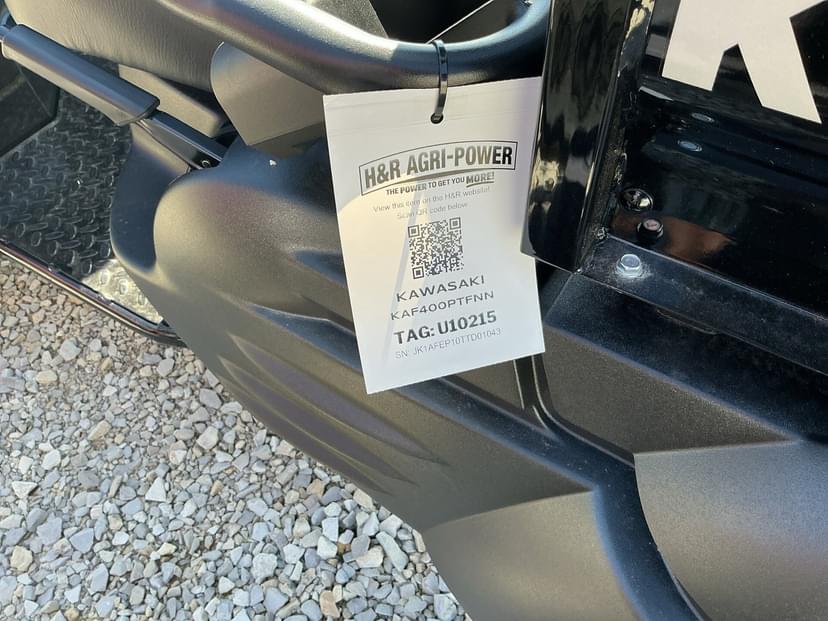 H&R AGRI-POWER
THE POWER TO GET YOU MORE!
View this item on the H&R website!
Scan QR code below
KAWASAKI
KAF400PTFNN
TAG: U10215
SN: JK1AFEP10TTD01043